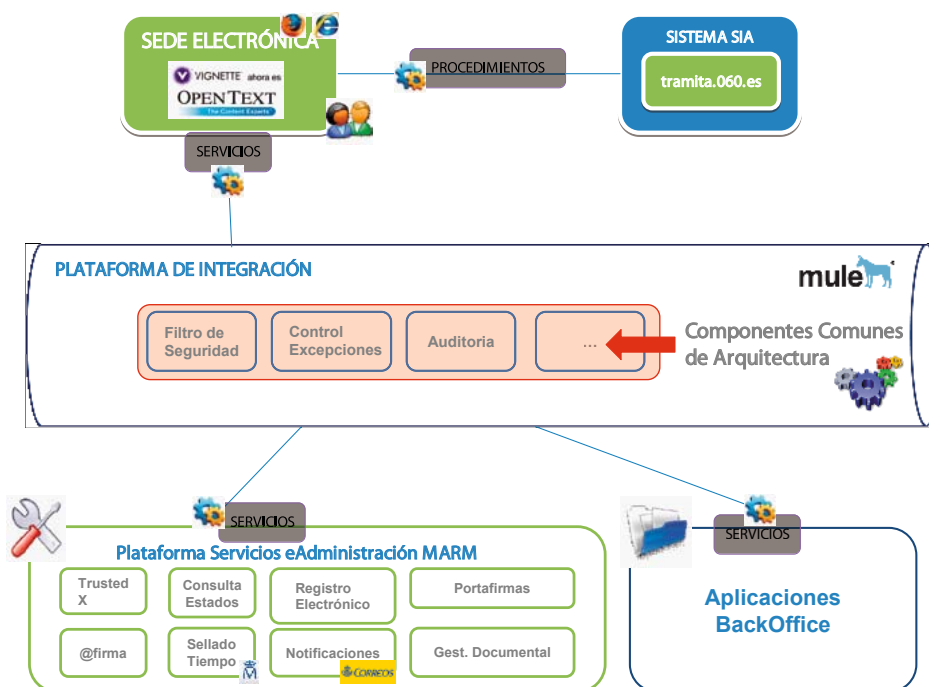 SEDE ELECTRÓNICA
VIGNETTE ahora es
OPEN TEXT
The Content Experts
PROCEDIMIENTOS
SISTEMA SIA
tramita.060.es
SERVICIOS
PLATAFORMA DE INTEGRACIÓN
mule
Filtro de
Seguridad
Control
Excepciones
Auditoria
...
Componentes Comunes
de Arquitectura
SERVICIOS
Plataforma Servicios eAdministración MARM
Trusted
X
Consulta
Estados
Registro
Electrónico
Portafirmas
@firma
Sellado
Tiempo
Notificaciones
CORREOS
Gest. Documental
SERVICIOS
Aplicaciones
BackOffice